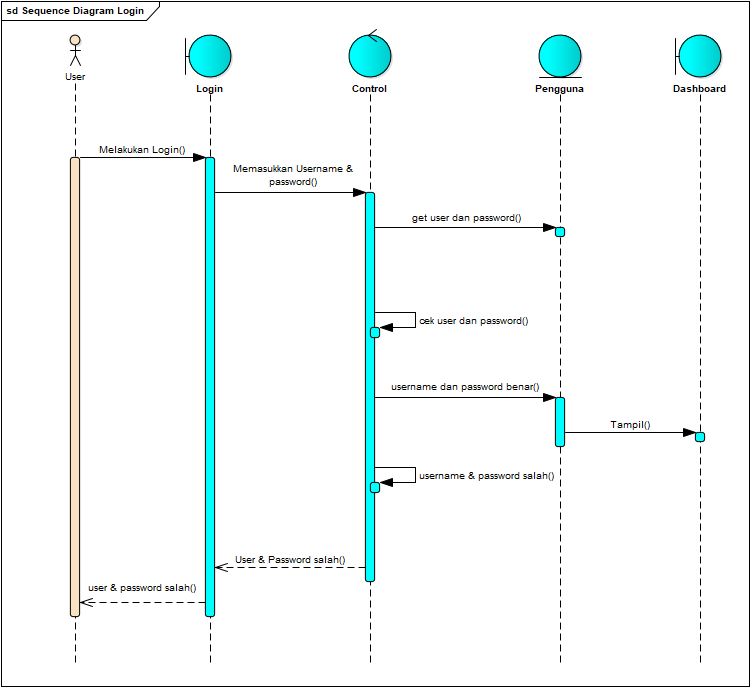 sd Sequence Diagram Login
User
Login
Control
Pengguna
Dashboard
Melakukan Login()
Memasukkan Username &
password()
get user dan password()
cek user dan password()
username dan password benar()
Tampil()
username & password salah()
User & Password salah()
user & password salah()